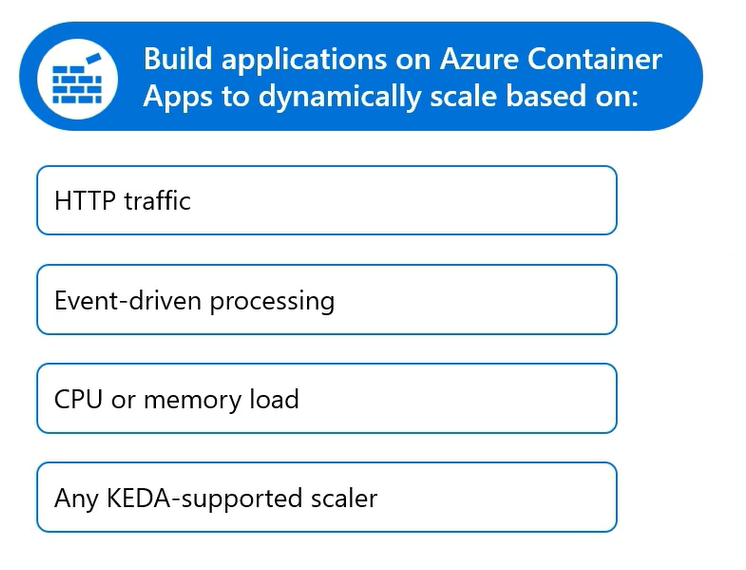 Build applications on Azure Container
Apps to dynamically scale based on:
HTTP traffic
Event-driven processing
CPU or memory load
Any KEDA-supported scaler